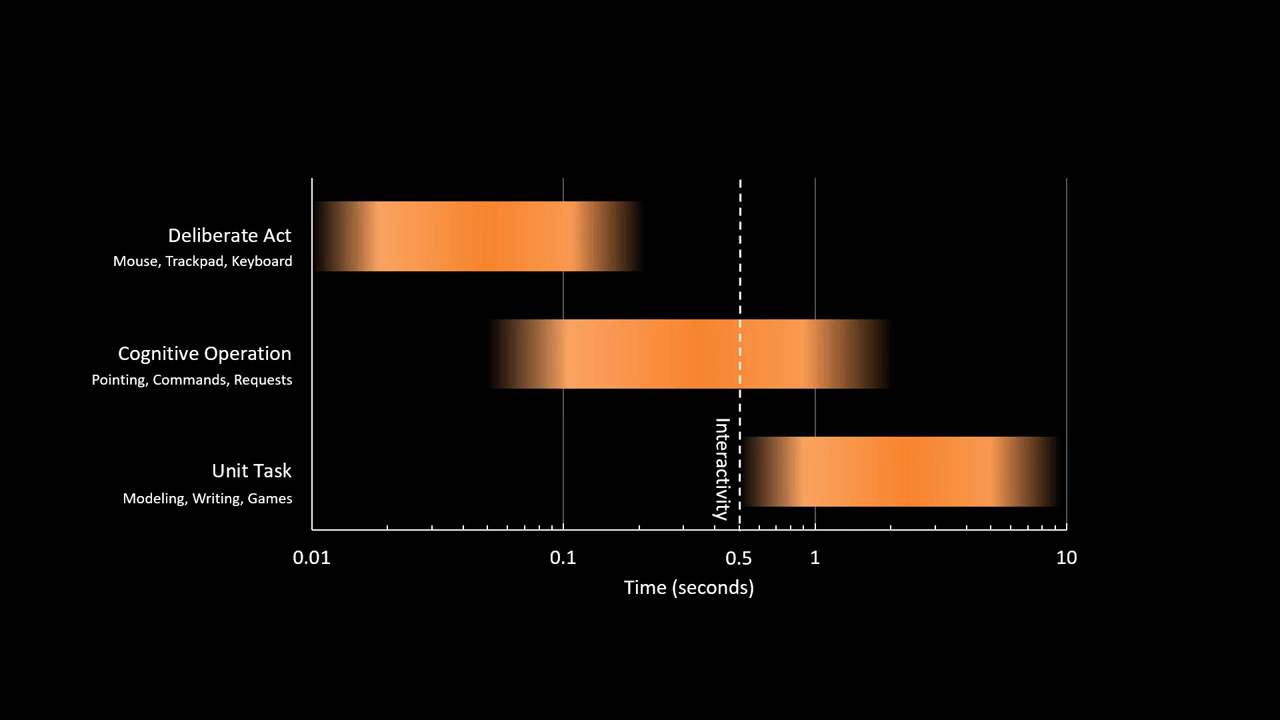 Deliberate Act
Mouse, Trackpad, Keyboard
Cognitive Operation
Pointing, Commands, Requests
Interactivity
Unit Task
Modeling, Writing, Games
0.01
0.1
0.5
1
10
Time (seconds)